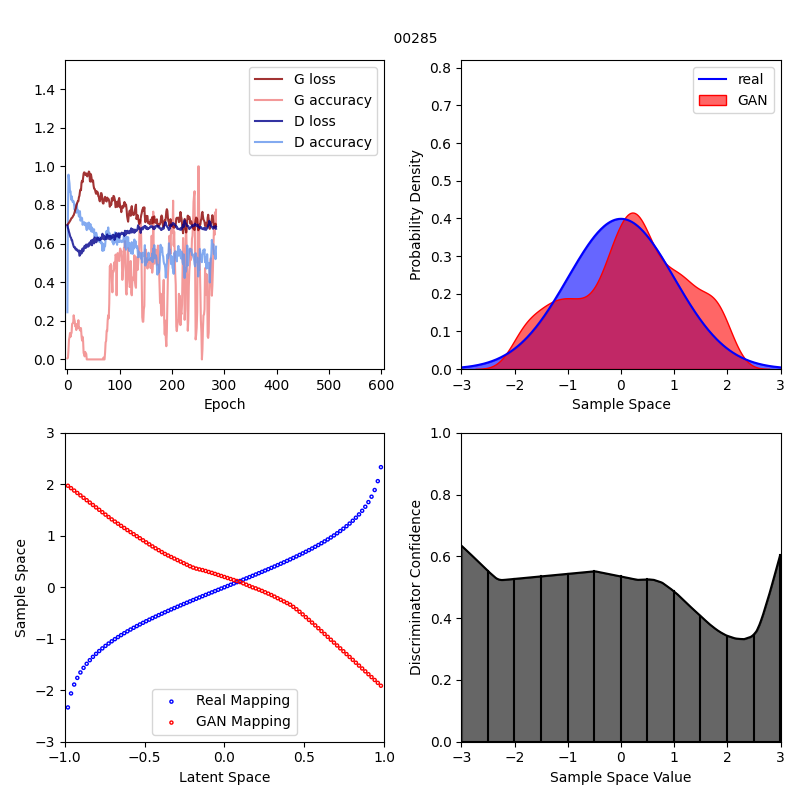 00285
G loss
G accuracy
D loss
D accuracy
1.4
1.2
1.0
0.8
0.6
0.4
0.2
0.0
0 100 200 300 400 500 600
Epoch
real
GAN
Probability Density
0.8
0.7
0.6
0.5
0.4
0.3
0.2
0.1
0.0
−3 −2 −1 0 1 2 3
Sample Space
Sample Space
3
2
1
0
−1
−2
−3
Real Mapping
GAN Mapping
−1.0 −0.5 0.0 0.5 1.0
Latent Space
Discriminator Confidence
1.0
0.8
0.6
0.4
0.2
0.0
−3 −2 −1 0 1 2 3
Sample Space Value